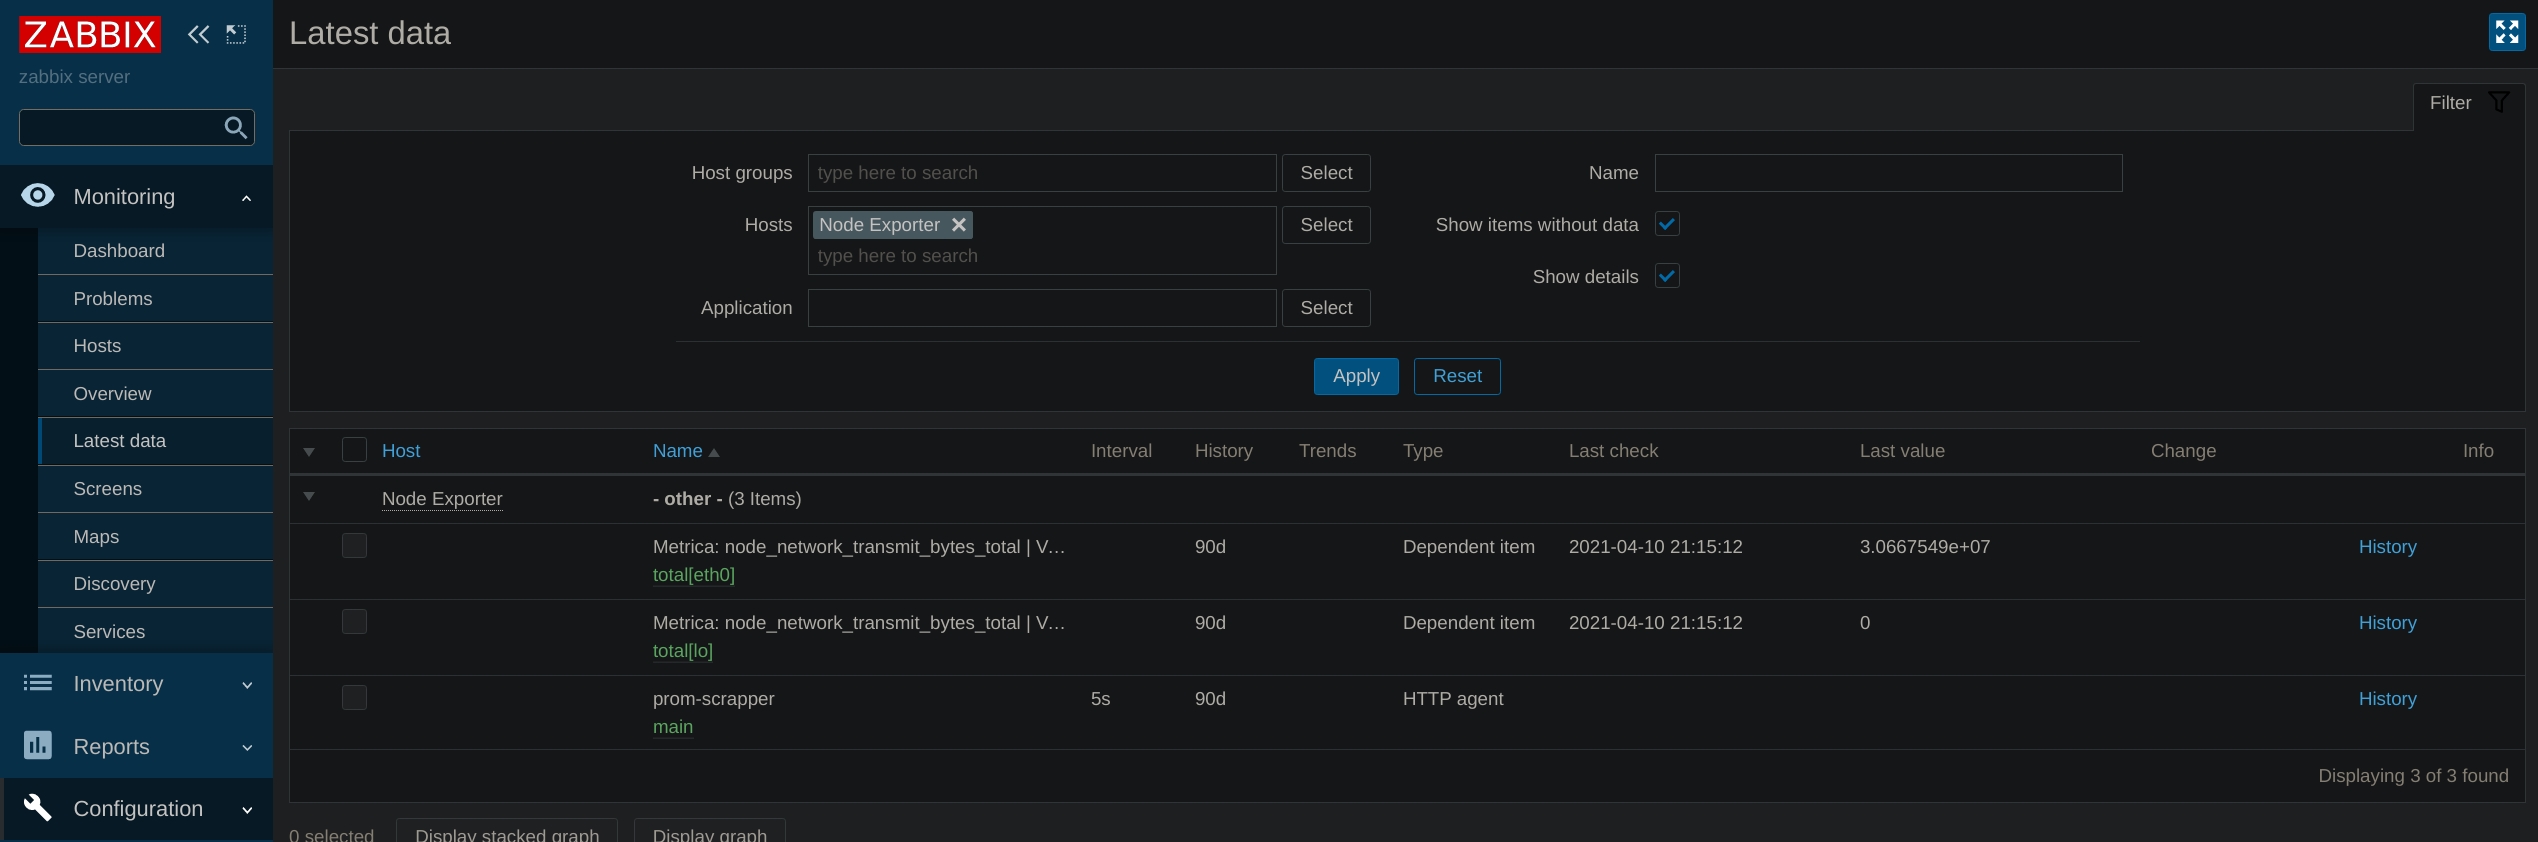 ZABBIX
zabbix server
Monitoring
Dashboard
Problems
Hosts
Overview
Latest data
Screens
Maps
Discovery
Services
Inventory
Reports
Configuration
Latest data
Filter
Host groups type here to search Select
Hosts Node Exporter Select
type here to search
Application Select
Name
Show items without data
Show details
Apply Reset
Host Name Interval History Trends Type Last check Last value Change Info
Node Exporter - other - (3 Items)
Metrica: node_network_transmit_bytes_total | V... 90d Dependent item 2021-04-10 21:15:12 3.0667549e+07 History
total[eth0]
Metrica: node_network_transmit_bytes_total | V... 90d Dependent item 2021-04-10 21:15:12 0 History
total[lo]
prom-scrapper 5s 90d HTTP agent History
main
Displaying 3 of 3 found
0 selected Display stacked graph Display graph